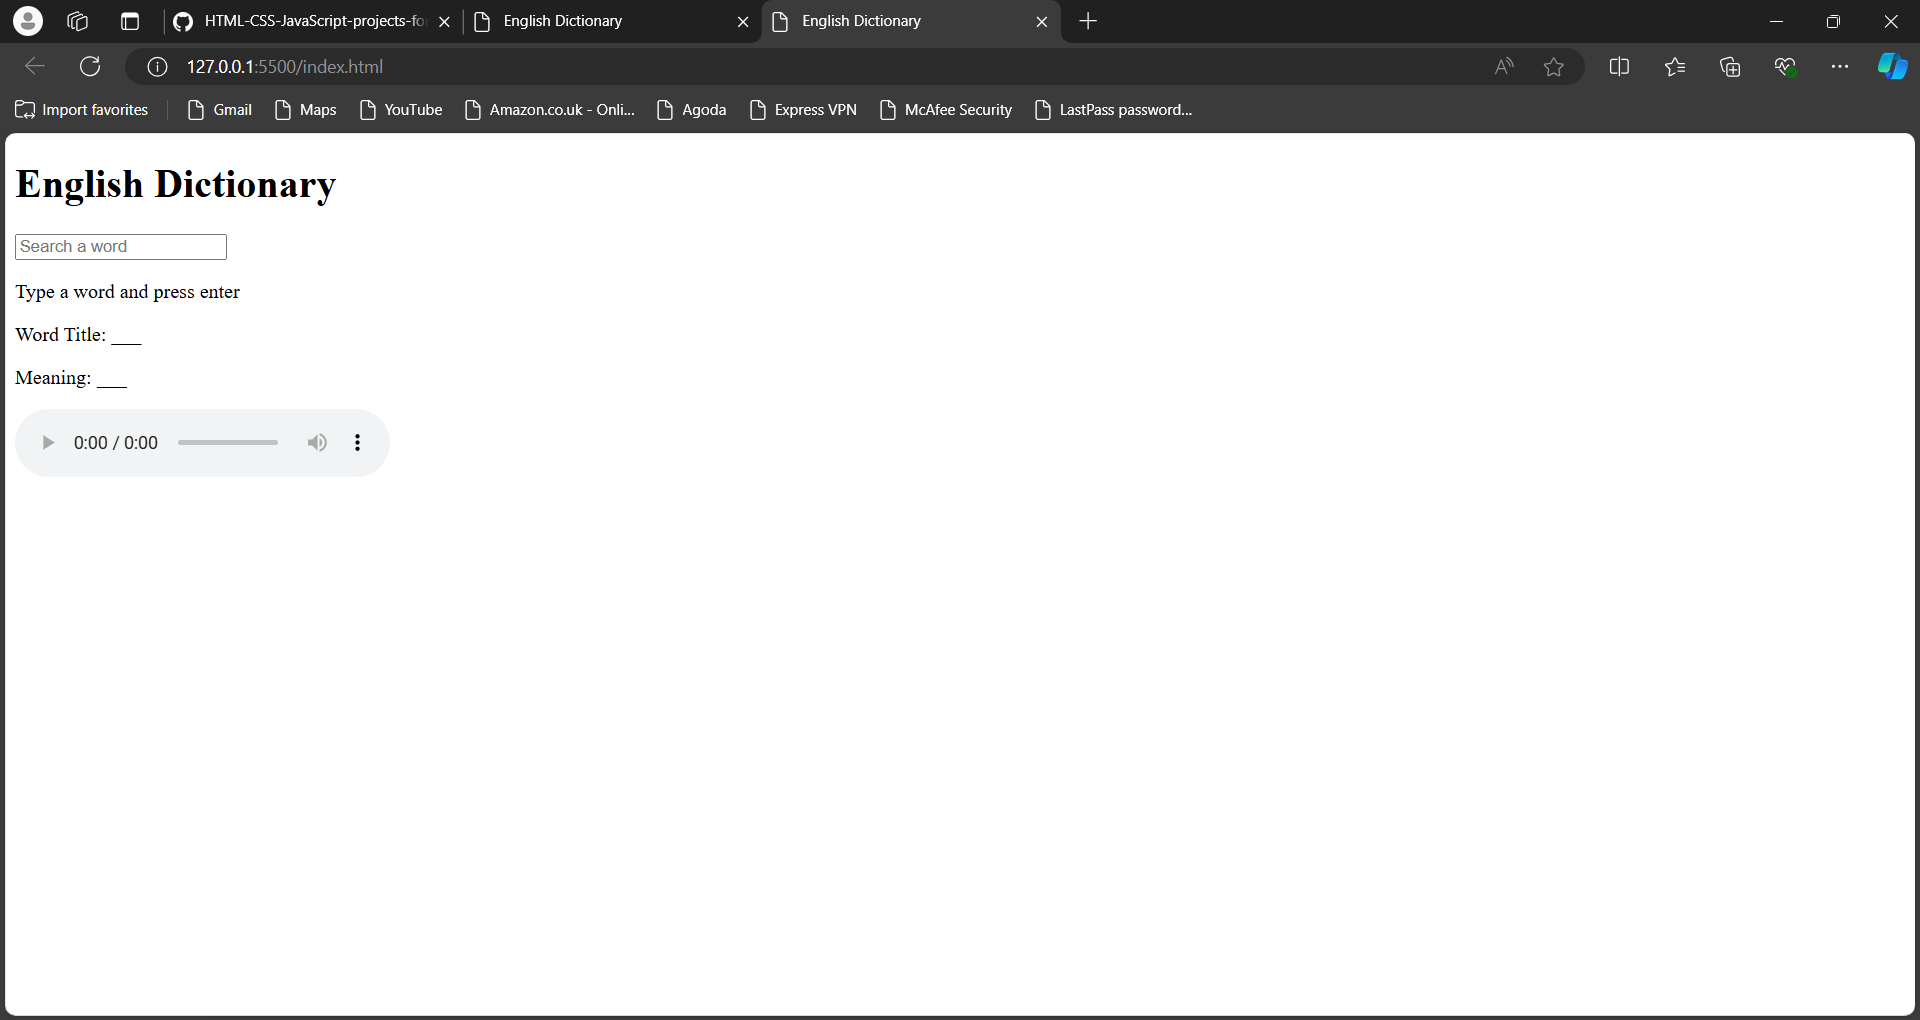 HTML-CSS-JavaScript-projects-fo
English Dictionary
English Dictionary
127.0.0.1:5500/index.html
Import favorites
Gmail
Maps
YouTube
Amazon.co.uk - Onli...
Agoda
Express VPN
McAfee Security
LastPass password...
English Dictionary
Search a word
Type a word and press enter
Word Title: ___
Meaning: ___
0:00 / 0:00